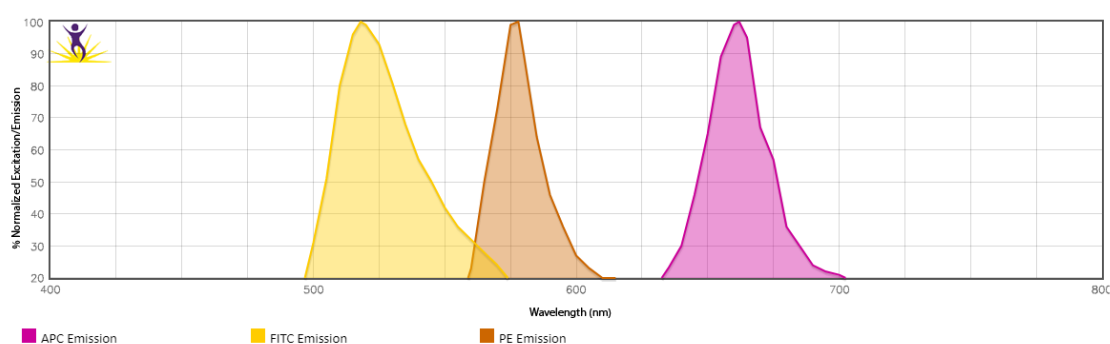 100
90
80
70
60
50
40
30
20
% Normalized Excitation/Emission
400 500 600 700 800
Wavelength (nm)
APC Emission FITC Emission PE Emission